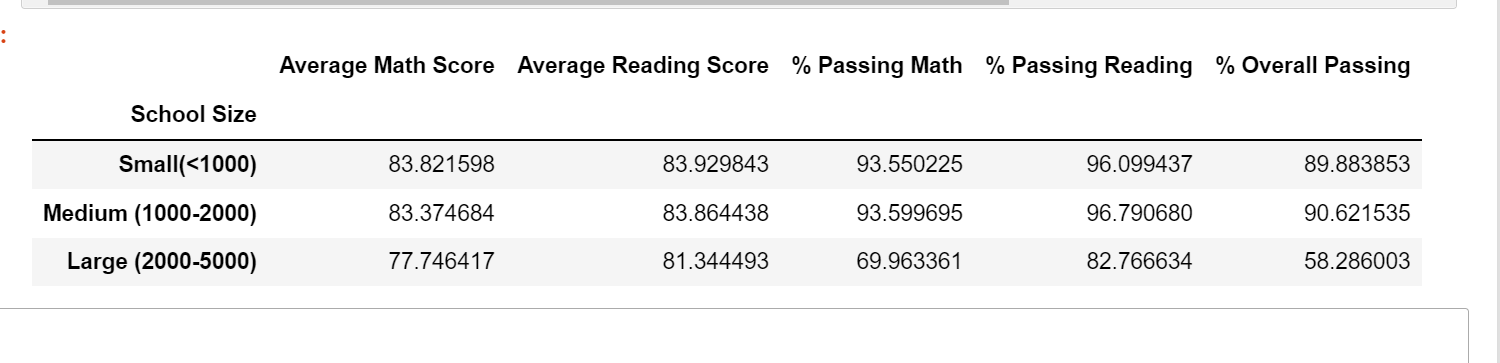 :
Average Math Score Average Reading Score % Passing Math % Passing Reading % Overall Passing
School Size
Small(<1000) 83.821598 83.929843 93.550225 96.099437 89.883853
Medium (1000-2000) 83.374684 83.864438 93.599695 96.790680 90.621535
Large (2000-5000) 77.746417 81.344493 69.963361 82.766634 58.286003